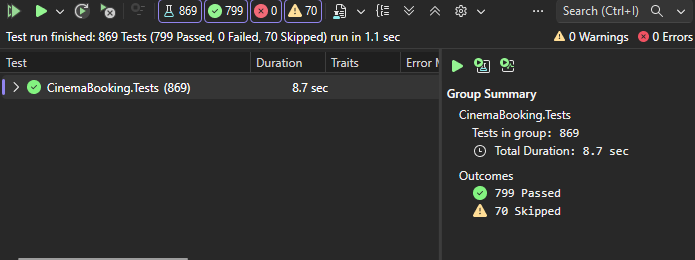 869 799 0 70 Search (Ctrl+I)
Test run finished: 869 Tests (799 Passed, 0 Failed, 70 Skipped) run in 1.1 sec 0 Warnings 0 Errors
Test Duration Traits Error M
CinemaBooking.Tests (869) 8.7 sec
Group Summary
CinemaBooking.Tests
Tests in group: 869
Total Duration: 8.7 sec
Outcomes
799 Passed
70 Skipped